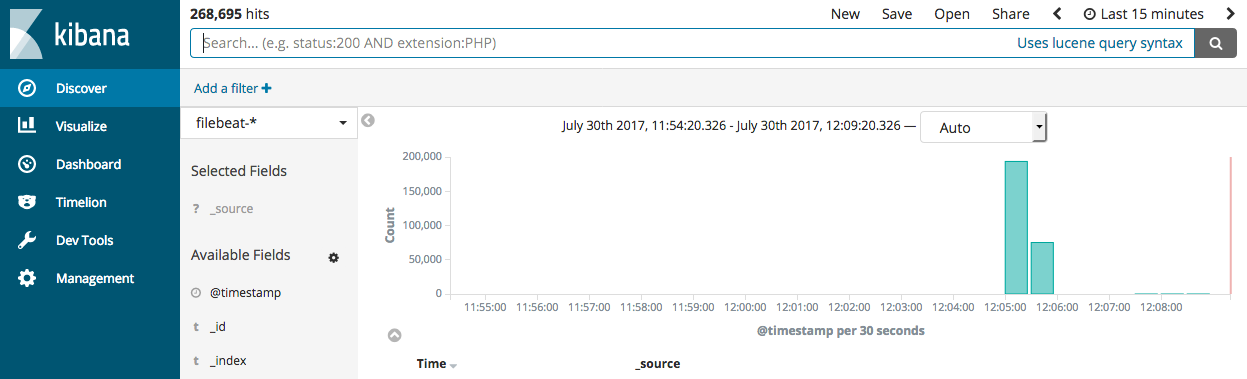 kibana
268,695 hits
New Save Open Share Last 15 minutes
Search... (e.g. status:200 AND extension:PHP) Uses lucene query syntax
Add a filter +
Discover
Visualize
Dashboard
Timelion
Dev Tools
Management
filebeat-*
Selected Fields
? _source
Available Fields
@timestamp
t _id
t _index
July 30th 2017, 11:54:20.326 - July 30th 2017, 12:09:20.326 — Auto
200,000
150,000
100,000
50,000
0
Count
11:55:00 11:56:00 11:57:00 11:58:00 11:59:00 12:00:00 12:01:00 12:02:00 12:03:00 12:04:00 12:05:00 12:06:00 12:07:00 12:08:00
@timestamp per 30 seconds
Time _source